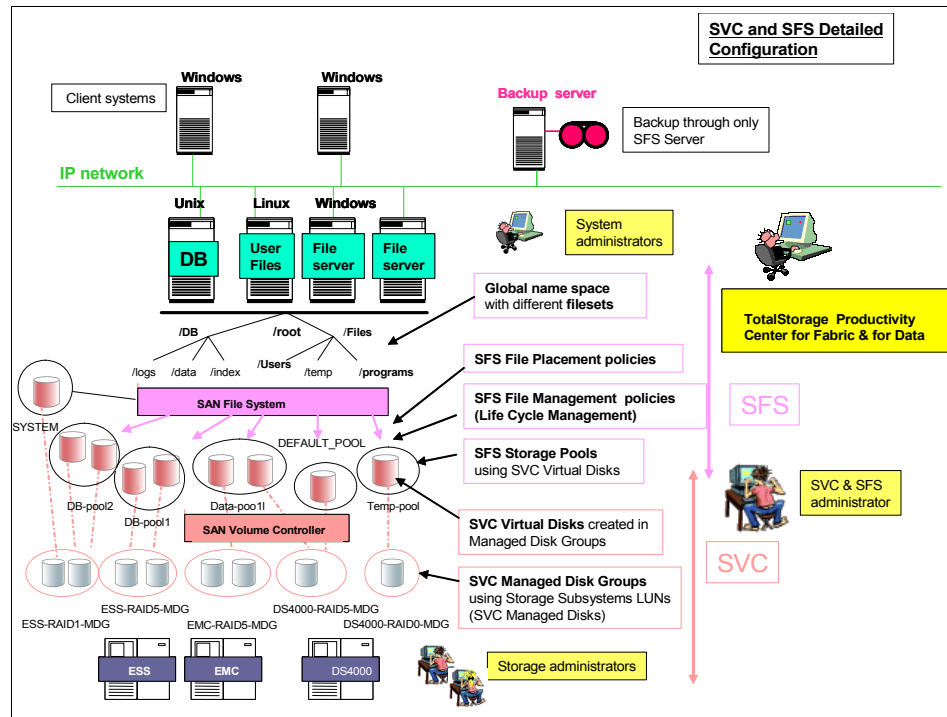 SVC and SFS Detailed
Configuration
Windows
Windows
Client systems
Backup server
Backup through only
SFS Server
IP network
Unix
Linux
Windows
DB
User
Files
File
server
File
server
System
administrators
Global name space
with different filesets
TotalStorage Productivity
Center for Fabric & for Data
/DB
/root
/Files
/logs
/data
/index
/Users
/temp
/programs
SFS File Placement policies
SAN File System
SFS File Management policies
(Life Cycle Management)
SFS
SYSTEM
DEFAULT_POOL
SFS Storage Pools
using SVC Virtual Disks
DB-pool2
DB-pool1
Data-poo1l
Temp-pool
SVC & SFS
administrator
SAN Volume Controller
SVC Virtual Disks created in
Managed Disk Groups
SVC
SVC Managed Disk Groups
using Storage Subsystems LUNs
(SVC Managed Disks)
ESS-RAID5-MDG
DS4000-RAID5-MDG
ESS-RAID1-MDG
EMC-RAID5-MDG
DS4000-RAID0-MDG
ESS
EMC
DS4000
Storage administrators